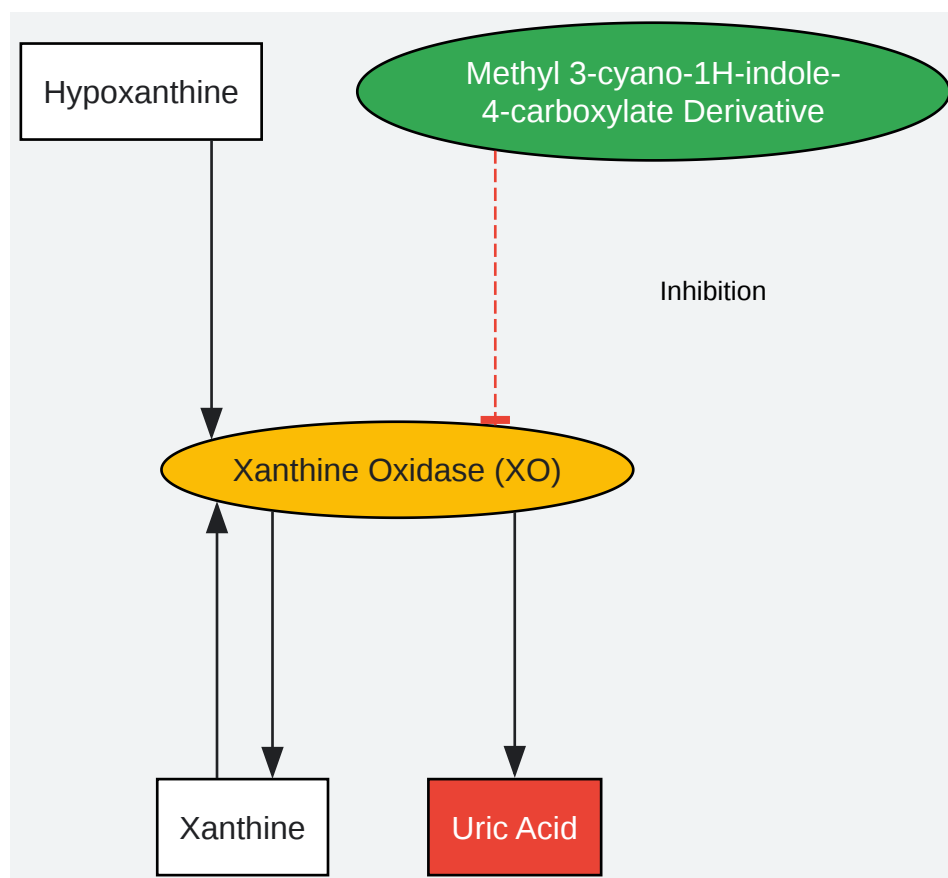 Hypoxanthine
Methyl 3-cyano-1H-indole-
4-carboxylate Derivative
Inhibition
Xanthine Oxidase (XO)
Xanthine
Uric Acid